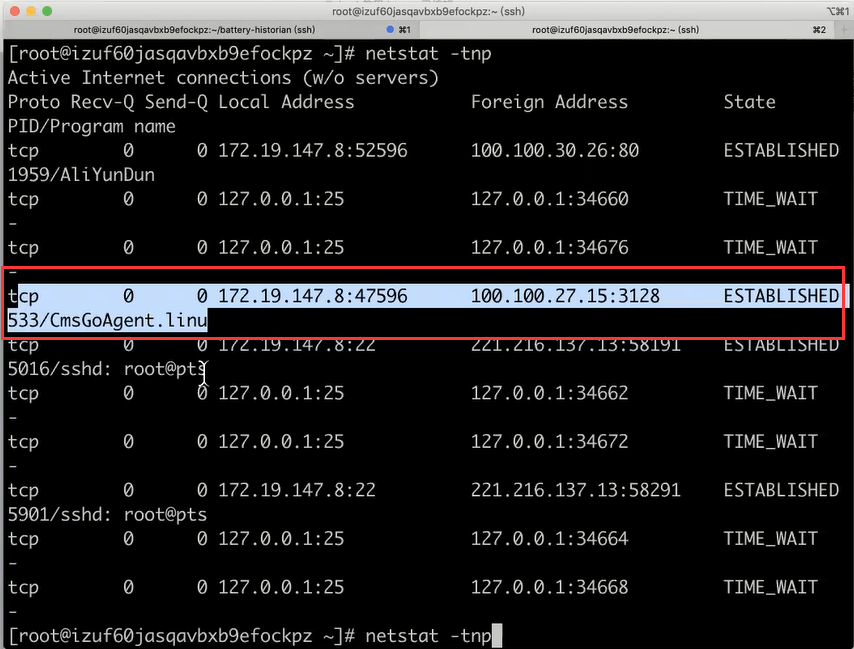 root@izuf60jasqavbxb9efockpz:~ (ssh)
⌥⌘1
root@izuf60jasqavbxb9efockpz:~/battery-historian (ssh)
⌘1
root@izuf60jasqavbxb9efockpz:~ (ssh)
⌘2
[root@izuf60jasqavbxb9efockpz ~]# netstat -tnp
Active Internet connections (w/o servers)
Proto Recv-Q Send-Q Local Address Foreign Address State
PID/Program name
tcp 0 0 172.19.147.8:52596 100.100.30.26:80 ESTABLISHED
1959/AliYunDun
tcp 0 0 127.0.0.1:25 127.0.0.1:34660 TIME_WAIT
-
tcp 0 0 127.0.0.1:25 127.0.0.1:34676 TIME_WAIT
-
tcp 0 0 172.19.147.8:47596 100.100.27.15:3128 ESTABLISHED
533/CmsGoAgent.linu
tcp 0 0 172.19.147.8:22 221.216.137.13:58191 ESTABLISHED
5016/sshd: root@pts
tcp 0 0 127.0.0.1:25 127.0.0.1:34662 TIME_WAIT
-
tcp 0 0 127.0.0.1:25 127.0.0.1:34672 TIME_WAIT
-
tcp 0 0 172.19.147.8:22 221.216.137.13:58291 ESTABLISHED
5901/sshd: root@pts
tcp 0 0 127.0.0.1:25 127.0.0.1:34664 TIME_WAIT
-
tcp 0 0 127.0.0.1:25 127.0.0.1:34668 TIME_WAIT
-
[root@izuf60jasqavbxb9efockpz ~]# netstat -tnp